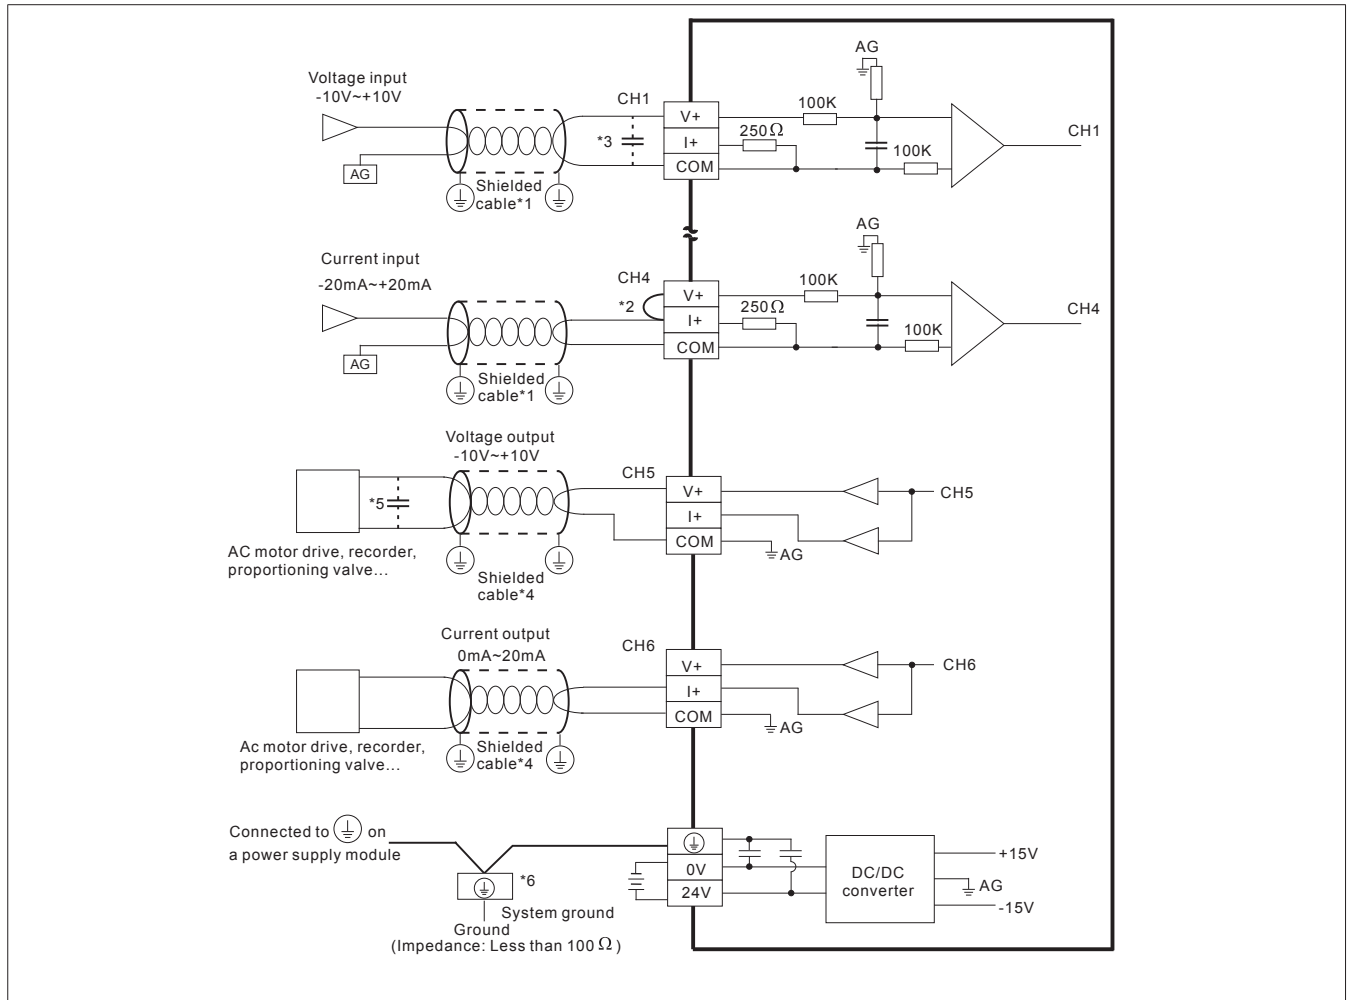 Voltage input
-10V~+10V
AG
Shielded
cable*1
CH1
*3
V+
I+
COM
250Ω
100K
AG
100K
CH1
Current input
-20mA~+20mA
AG
Shielded
cable*1
CH4
*2
V+
I+
COM
250Ω
100K
AG
100K
CH4
Voltage output
-10V~+10V
*5
AC motor drive, recorder,
proportioning valve...
Shielded
cable*4
CH5
V+
I+
COM
AG
CH5
Current output
0mA~20mA
Ac motor drive, recorder,
proportioning valve...
Shielded
cable*4
CH6
V+
I+
COM
AG
CH6
Connected to on
a power supply module
*6
System ground
Ground
(Impedance: Less than 100 Ω )
0V
24V
DC/DC
converter
+15V
AG
-15V